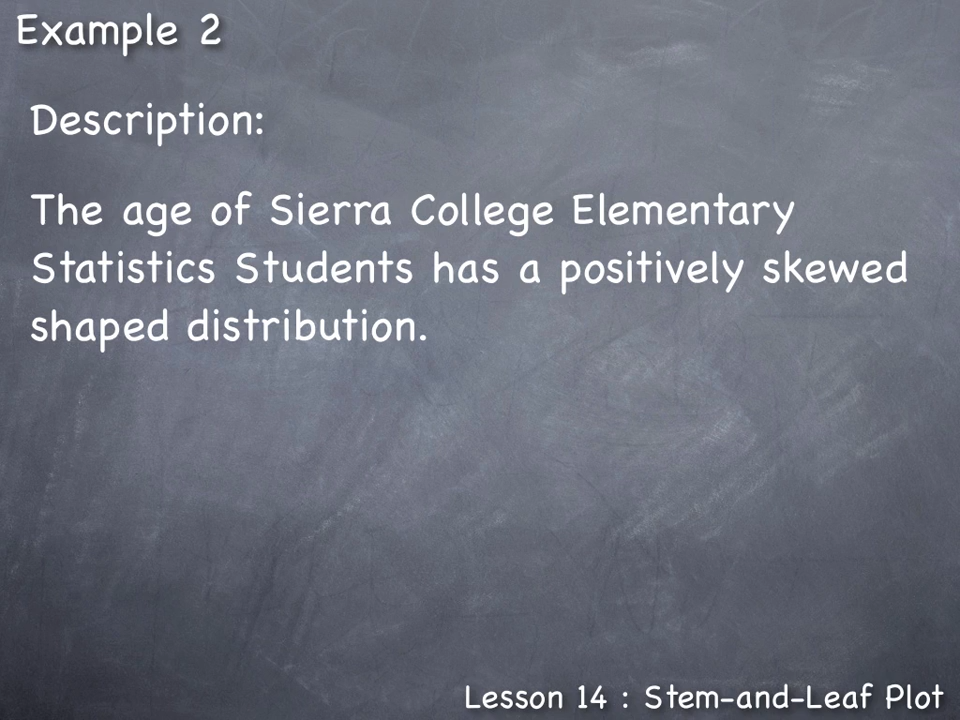 Example 2
Description:
The age of Sierra College Elementary
Statistics Students has a positively skewed
shaped distribution.
Lesson 14 : Stem-and-Leaf Plot